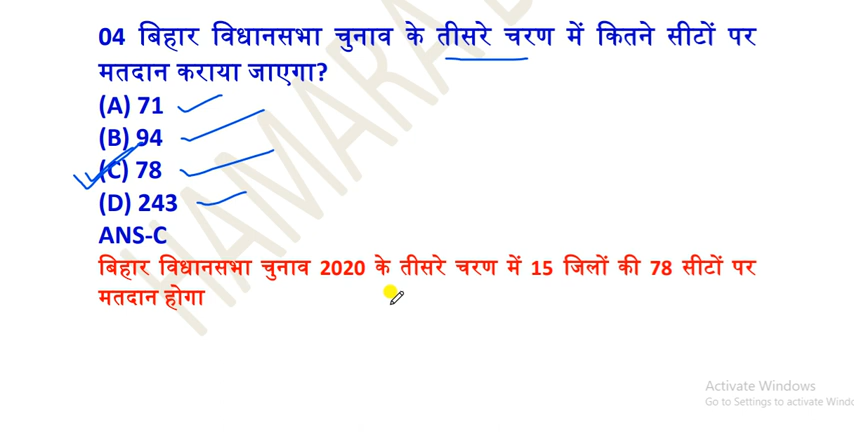 04 बिहार विधानसभा चुनाव के तीसरे चरण में कितने सीटों पर
मतदान कराया जाएगा?
(A) 71
(B) 94
(C) 78
(D) 243
ANS-C
बिहार विधानसभा चुनाव 2020 के तीसरे चरण में 15 जिलों की 78 सीटों पर
मतदान होगा
Activate Windows
Go to Settings to activate Windo